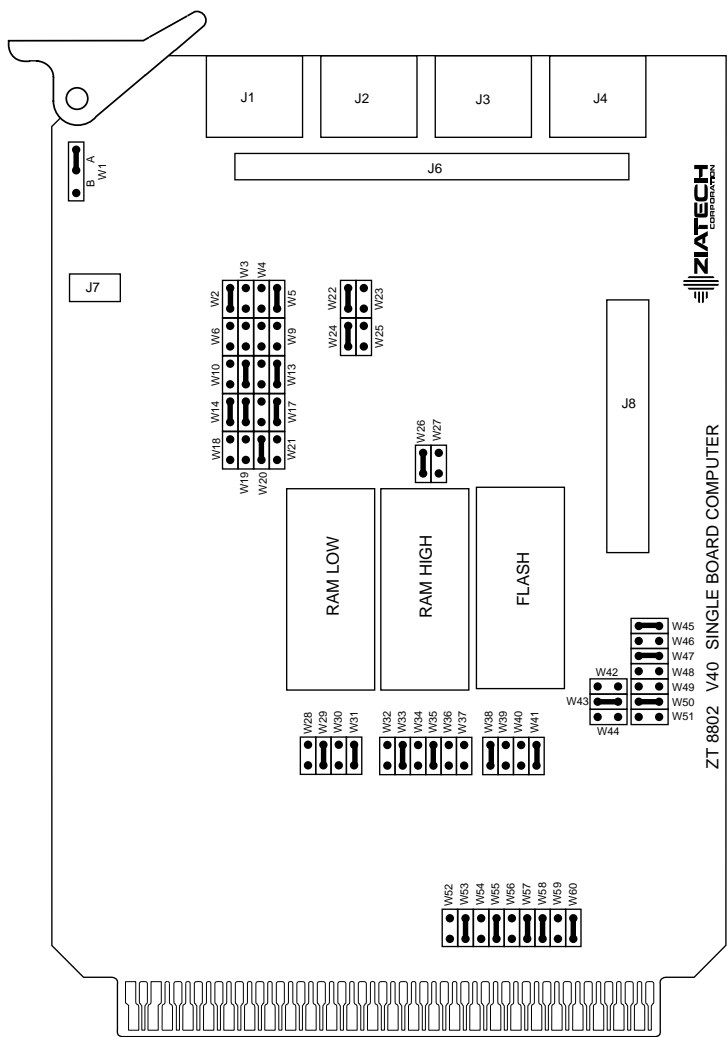 J1
J2
J3
J4
A
B
W1
J6
ZIATECH
CORPORATION
J7
W3
W4
W2
W5
W22
W23
W6
W9
W24
W25
W10
W13
W14
W17
W18
W21
W19
W20
W26
W27
J8
RAM LOW
RAM HIGH
FLASH
ZT 8802 V40 SINGLE BOARD COMPUTER
W45
W46
W47
W42
W48
W49
W43
W50
W51
W44
W28
W29
W30
W31
W32
W33
W34
W35
W36
W37
W38
W39
W40
W41
W52
W53
W54
W55
W56
W57
W58
W59
W60